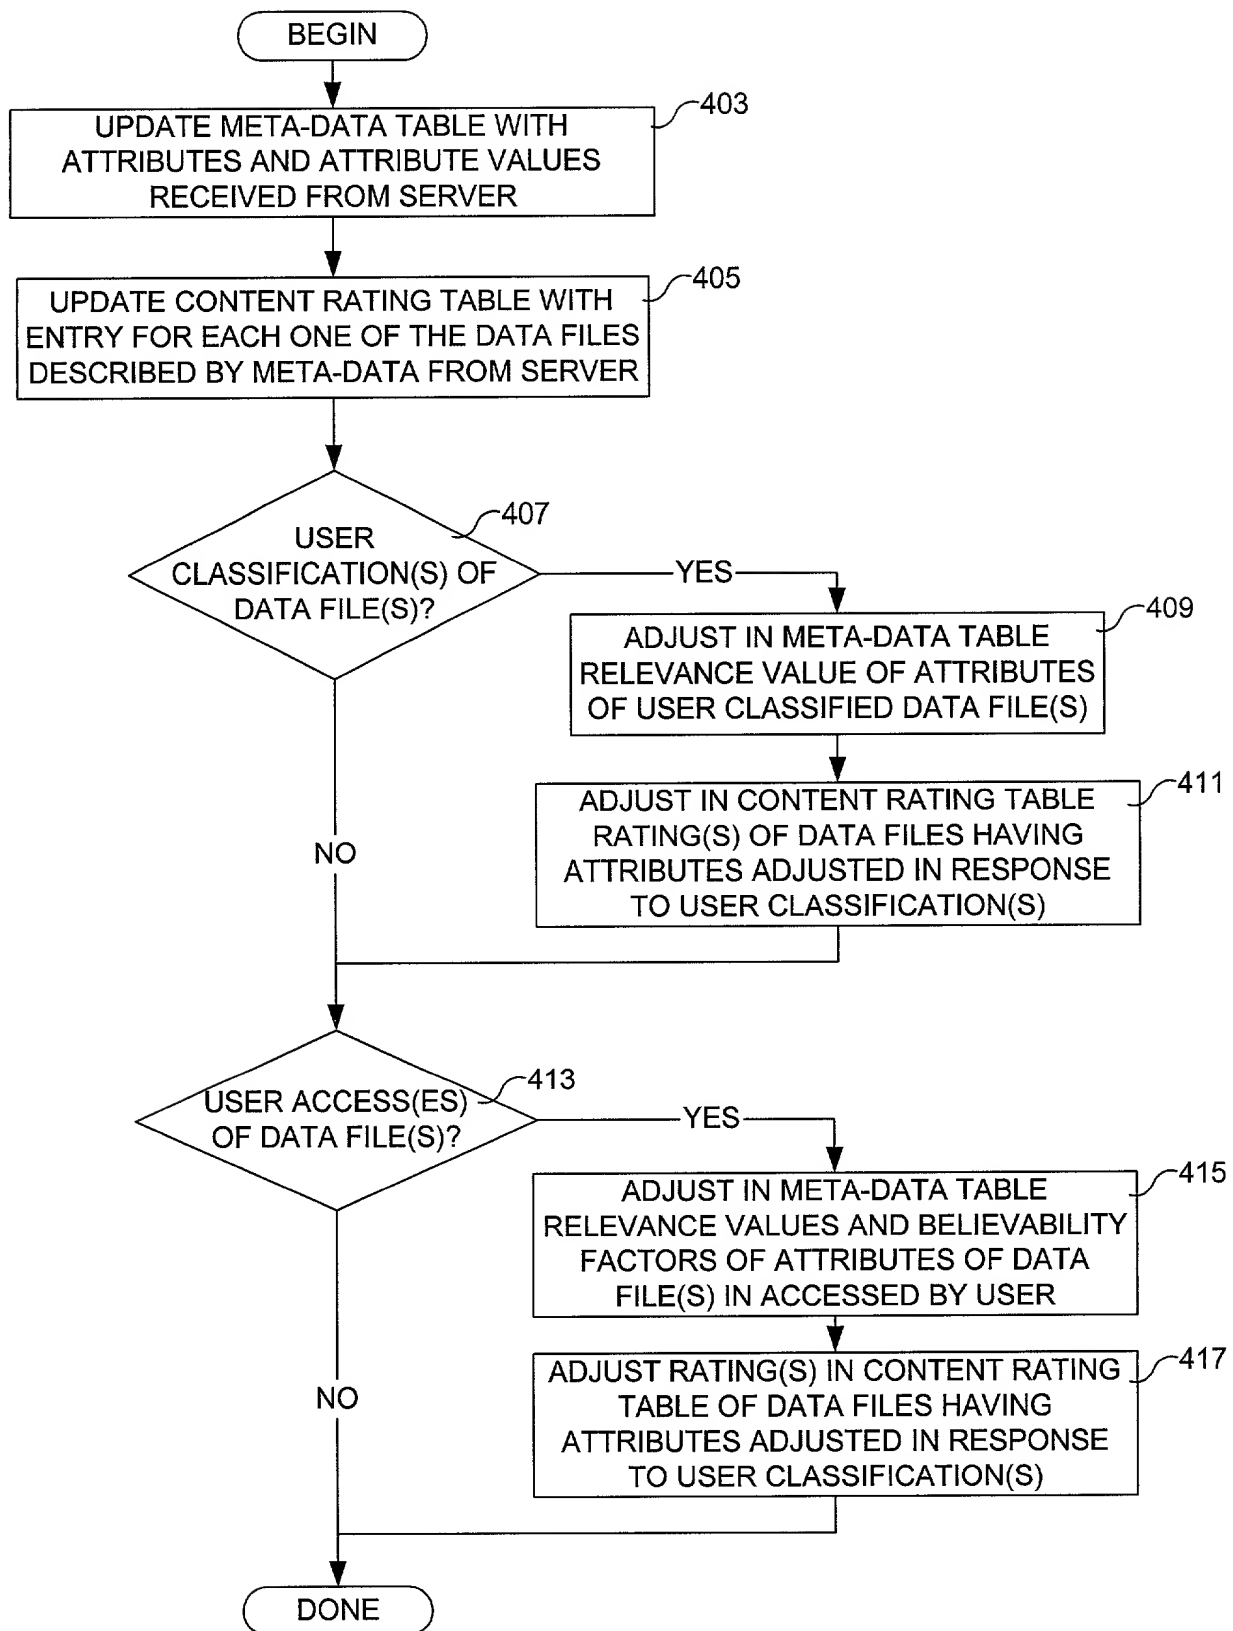 BEGIN
403
UPDATE META-DATA TABLE WITH
ATTRIBUTES AND ATTRIBUTE VALUES
RECEIVED FROM SERVER
405
UPDATE CONTENT RATING TABLE WITH
ENTRY FOR EACH ONE OF THE DATA FILES
DESCRIBED BY META-DATA FROM SERVER
407
USER
CLASSIFICATION(S) OF
DATA FILE(S)?
YES
409
ADJUST IN META-DATA TABLE
RELEVANCE VALUE OF ATTRIBUTES
OF USER CLASSIFIED DATA FILE(S)
411
ADJUST IN CONTENT RATING TABLE
RATING(S) OF DATA FILES HAVING
ATTRIBUTES ADJUSTED IN RESPONSE
TO USER CLASSIFICATION(S)
NO
413
USER ACCESS(ES)
OF DATA FILE(S)?
YES
415
ADJUST IN META-DATA TABLE
RELEVANCE VALUES AND BELIEVABILITY
FACTORS OF ATTRIBUTES OF DATA
FILE(S) IN ACCESSED BY USER
417
ADJUST RATING(S) IN CONTENT RATING
TABLE OF DATA FILES HAVING
ATTRIBUTES ADJUSTED IN RESPONSE
TO USER CLASSIFICATION(S)
NO
DONE